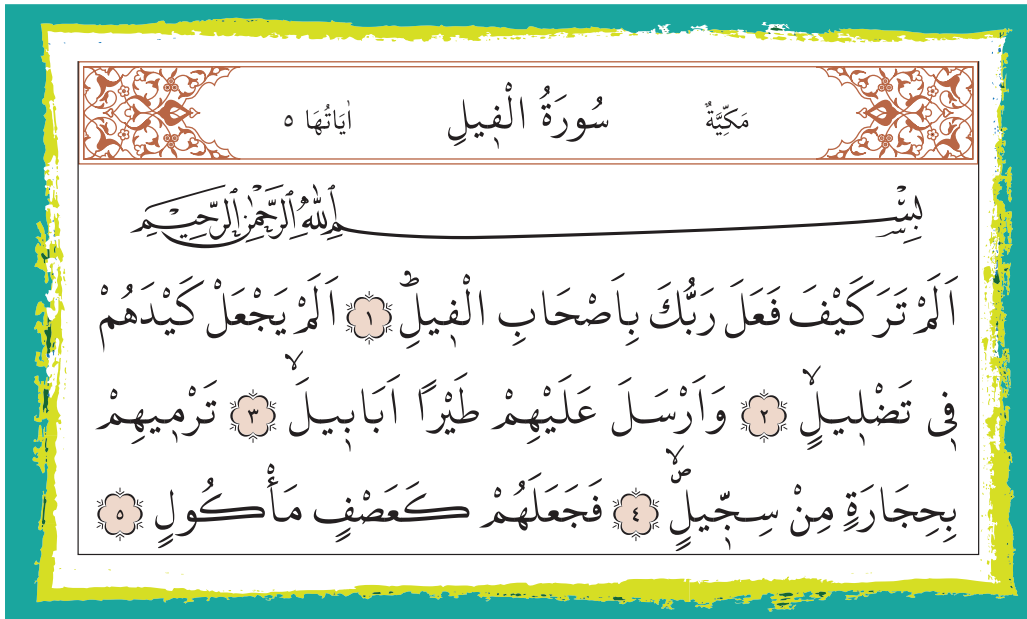 مَكِّيَّةٌ سُورَةُ الْف۪يلِ اٰيَاتُهَا ٥
بِسْمِ اللّٰهِ الرَّحْمٰنِ الرَّح۪يمِ
اَلَمْ تَرَ كَيْفَ فَعَلَ رَبُّكَ بِاَصْحَابِ الْف۪يلِۜ ﴿١﴾ اَلَمْ يَجْعَلْ كَيْدَهُمْ
ف۪ي تَضْل۪يلٍۙ ﴿٢﴾ وَاَرْسَلَ عَلَيْهِمْ طَيْرًا اَبَاب۪يلَۙ ﴿٣﴾ تَرْم۪يهِمْ
بِحِجَارَةٍ مِنْ سِجّ۪يلٍۖۙ ﴿٤﴾ فَجَعَلَهُمْ كَعَصْفٍ مَأْكُولٍ ﴿٥﴾